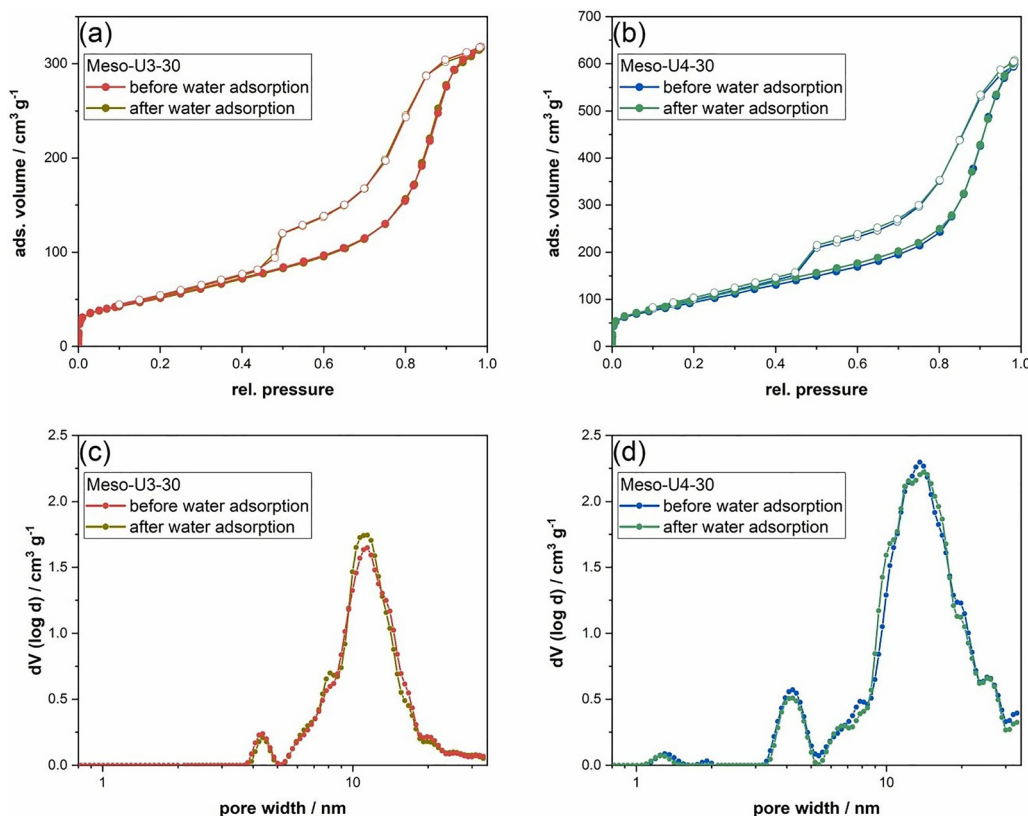 (a)
Meso-U3-30
before water adsorption
after water adsorption
ads. volume / cm³ g⁻¹
300
200
100
0
0.0 0.2 0.4 0.6 0.8 1.0
rel. pressure
(b)
Meso-U4-30
before water adsorption
after water adsorption
ads. volume / cm³ g⁻¹
700
600
500
400
300
200
100
0
0.0 0.2 0.4 0.6 0.8 1.0
rel. pressure
(c)
Meso-U3-30
before water adsorption
after water adsorption
dV (log d) / cm³ g⁻¹
2.5
2.0
1.5
1.0
0.5
0.0
1 10
pore width / nm
(d)
Meso-U4-30
before water adsorption
after water adsorption
dV (log d) / cm³ g⁻¹
2.5
2.0
1.5
1.0
0.5
0.0
1 10
pore width / nm